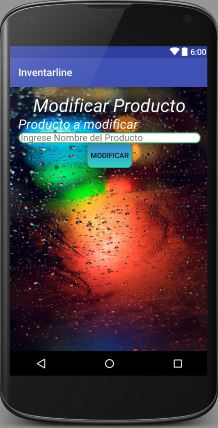 6:00
Inventarline
Modificar Producto
Producto a modificar
Ingrese Nombre del Producto
MODIFICAR